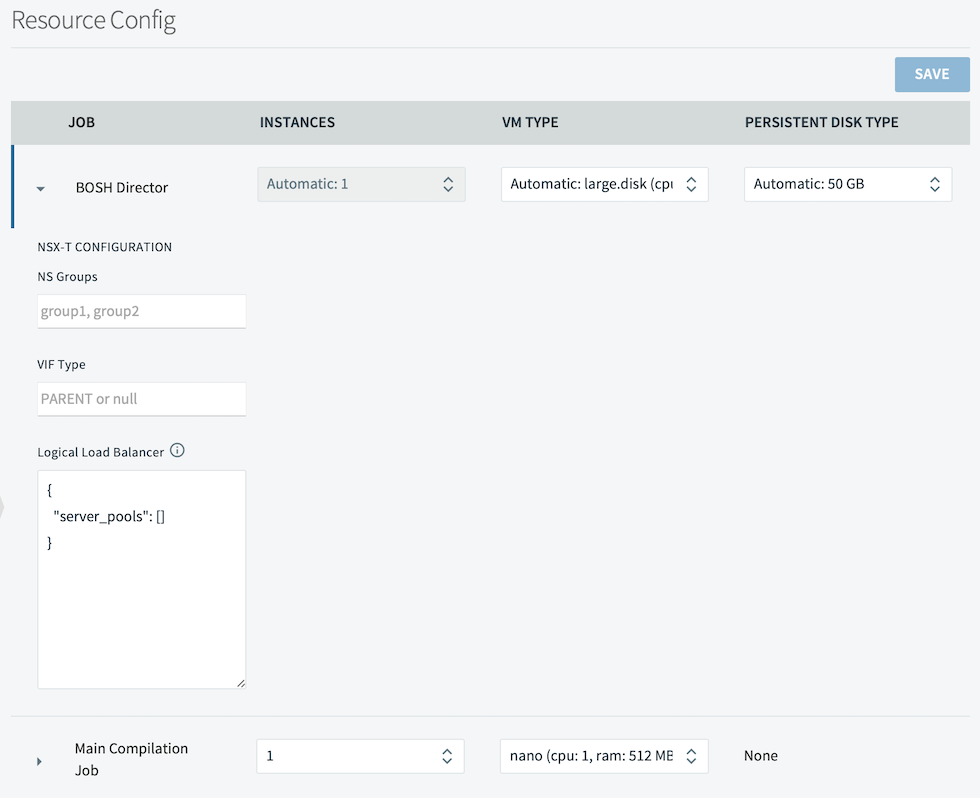 Resource Config
SAVE
JOB INSTANCES VM TYPE PERSISTENT DISK TYPE
BOSH Director Automatic: 1 Automatic: large.disk (cpu Automatic: 50 GB
NSX-T CONFIGURATION
NS Groups
group1, group2
VIF Type
PARENT or null
Logical Load Balancer
{
"server_pools": []
}
Main Compilation
Job
1
nano (cpu: 1, ram: 512 MB
None